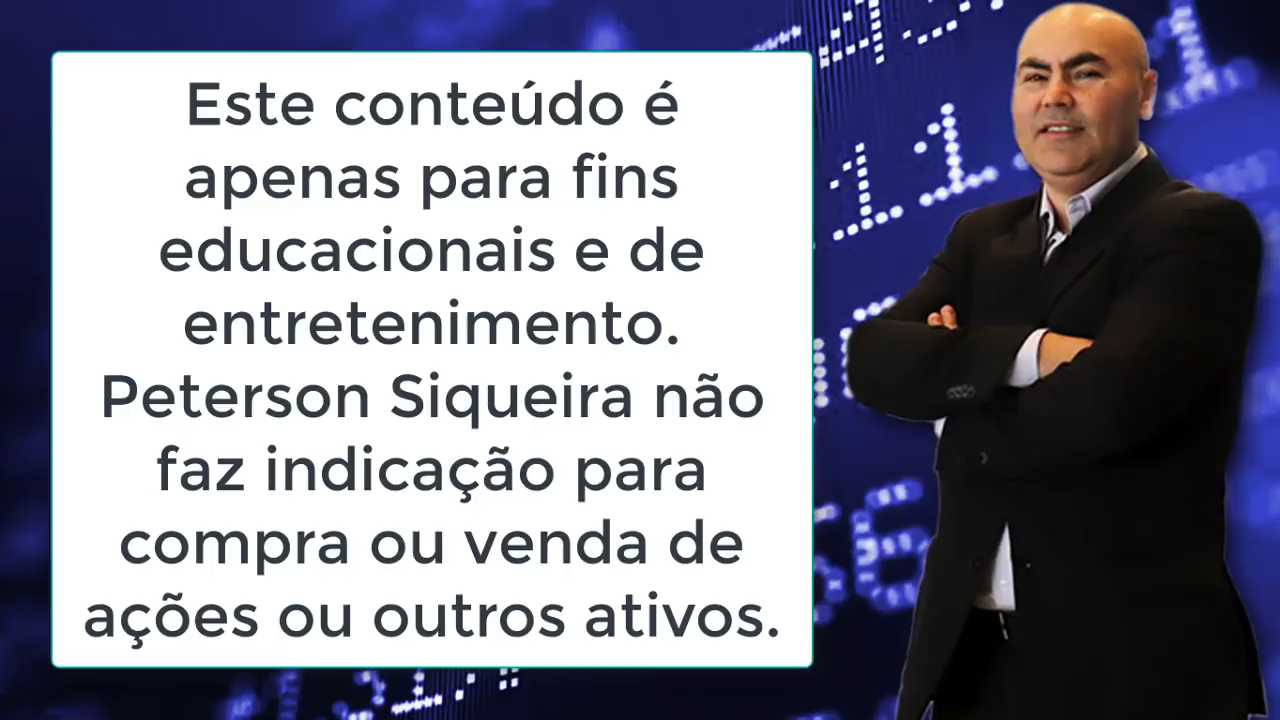 Este conteúdo é
apenas para fins
educacionais e de
entretenimento.
Peterson Siqueira não
faz indicação para
compra ou venda de
ações ou outros ativos.